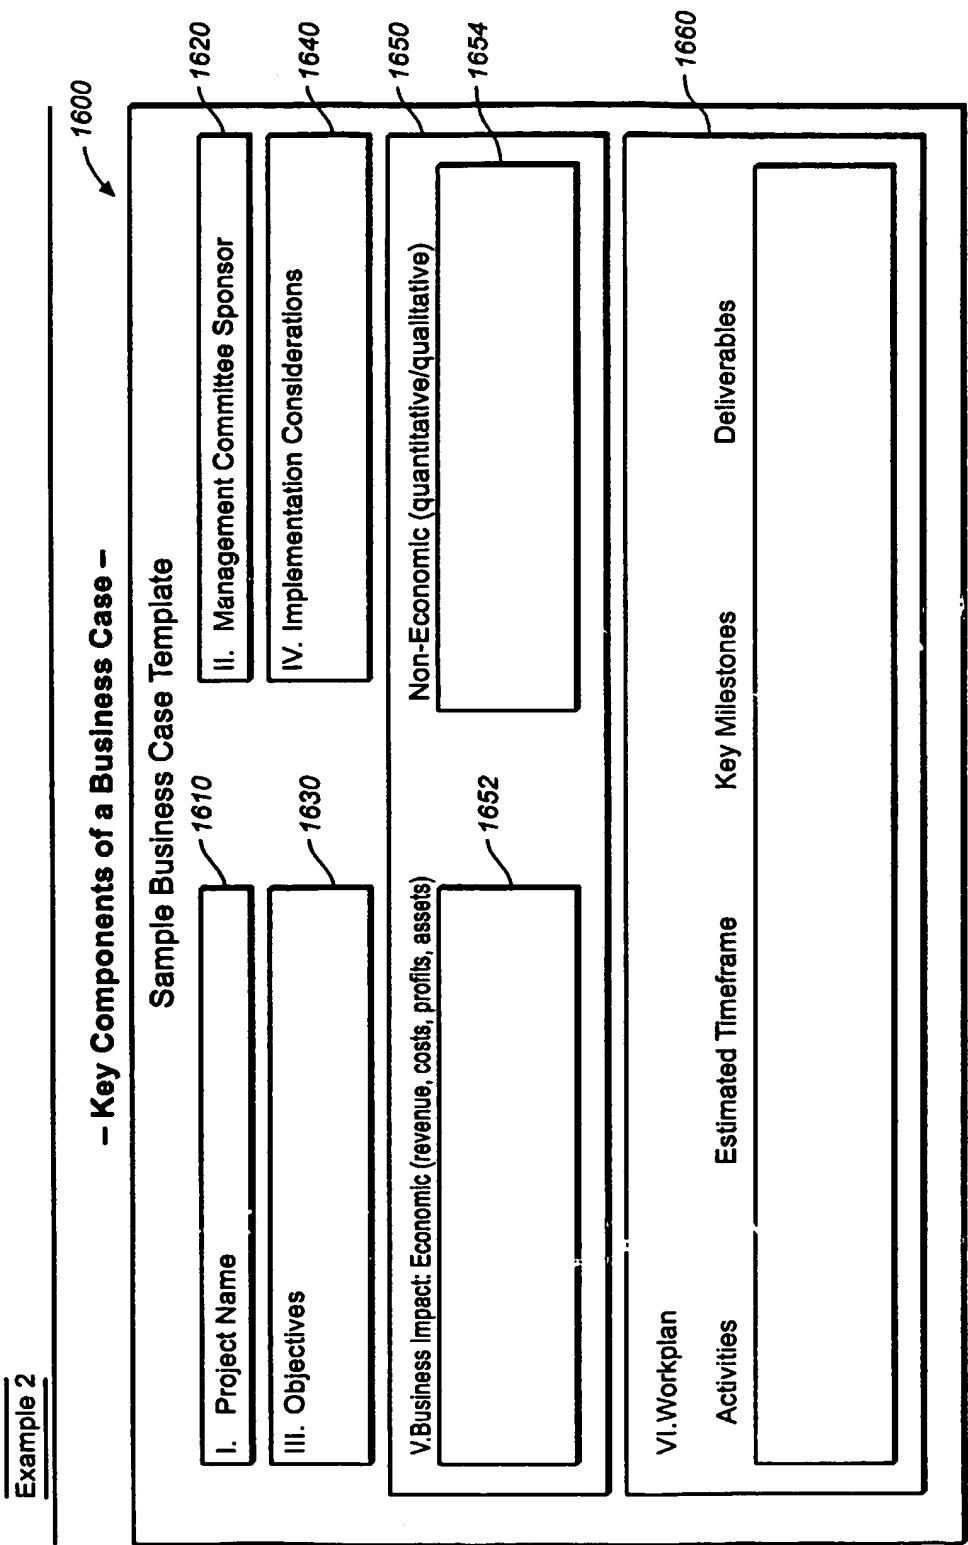 Example 2
– Key Components of a Business Case –
1600
Sample Business Case Template
I. Project Name
1610
II. Management Committee Sponsor
1620
III. Objectives
1630
IV. Implementation Considerations
1640
V.Business Impact: Economic (revenue, costs, profits, assets)
Non-Economic (quantitative/qualitative)
1650
1652
1654
VI.Workplan
1660
Activities
Estimated Timeframe
Key Milestones
Deliverables